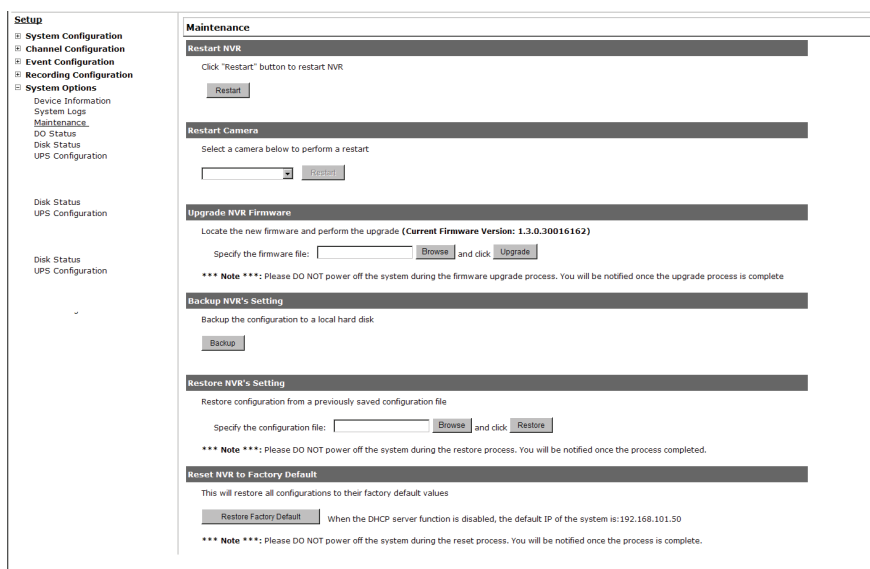 Setup
System Configuration
Channel Configuration
Event Configuration
Recording Configuration
System Options
Device Information
System Logs
Maintenance
DO Status
Disk Status
UPS Configuration
Disk Status
UPS Configuration
Disk Status
UPS Configuration
Maintenance
Restart NVR
Click "Restart" button to restart NVR
Restart
Restart Camera
Select a camera below to perform a restart
Restart
Upgrade NVR Firmware
Locate the new firmware and perform the upgrade (Current Firmware Version: 1.3.0.30016162)
Specify the firmware file: Browse and click Upgrade
*** Note ***: Please DO NOT power off the system during the firmware upgrade process. You will be notified once the upgrade process is complete
Backup NVR's Setting
Backup the configuration to a local hard disk
Backup
Restore NVR's Setting
Restore configuration from a previously saved configuration file
Specify the configuration file: Browse and click Restore
*** Note ***: Please DO NOT power off the system during the restore process. You will be notified once the process completed.
Reset NVR to Factory Default
This will restore all configurations to their factory default values
Restore Factory Default When the DHCP server function is disabled, the default IP of the system is:192.168.101.50
*** Note ***: Please DO NOT power off the system during the reset process. You will be notified once the process is complete.